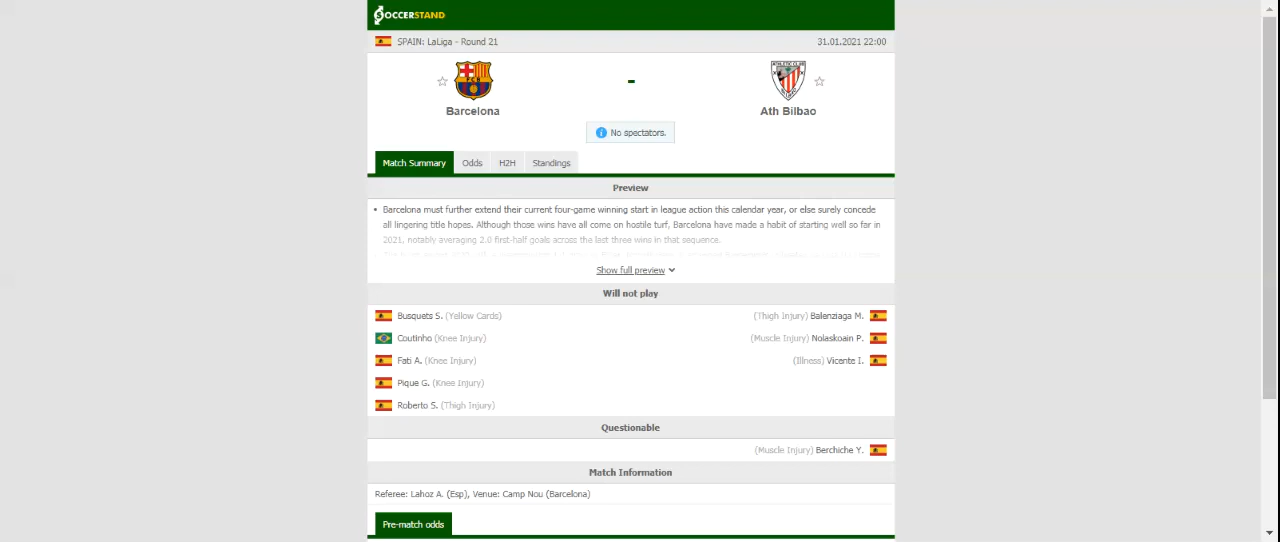 SOCCERSTAND
SPAIN: LaLiga - Round 21 31.01.2021 22:00
-
Barcelona Ath Bilbao
No spectators.
Match Summary Odds H2H Standings
Preview
• Barcelona must further extend their current four-game winning start in league action this calendar year, or else surely concede
all lingering title hopes. Although those wins have all come on hostile turf, Barcelona have made a habit of starting well so far in
2021, notably averaging 2.0 first-half goals across the last three wins in that sequence.
Show full preview
Will not play
Busquets S. (Yellow Cards) (Thigh Injury) Balenziaga M.
Coutinho (Knee Injury) (Muscle Injury) Nolaskoain P.
Fati A. (Knee Injury) (Illness) Vicente I.
Pique G. (Knee Injury)
Roberto S. (Thigh Injury)
Questionable
(Muscle Injury) Berchiche Y.
Match Information
Referee: Lahoz A. (Esp), Venue: Camp Nou (Barcelona)
Pre-match odds